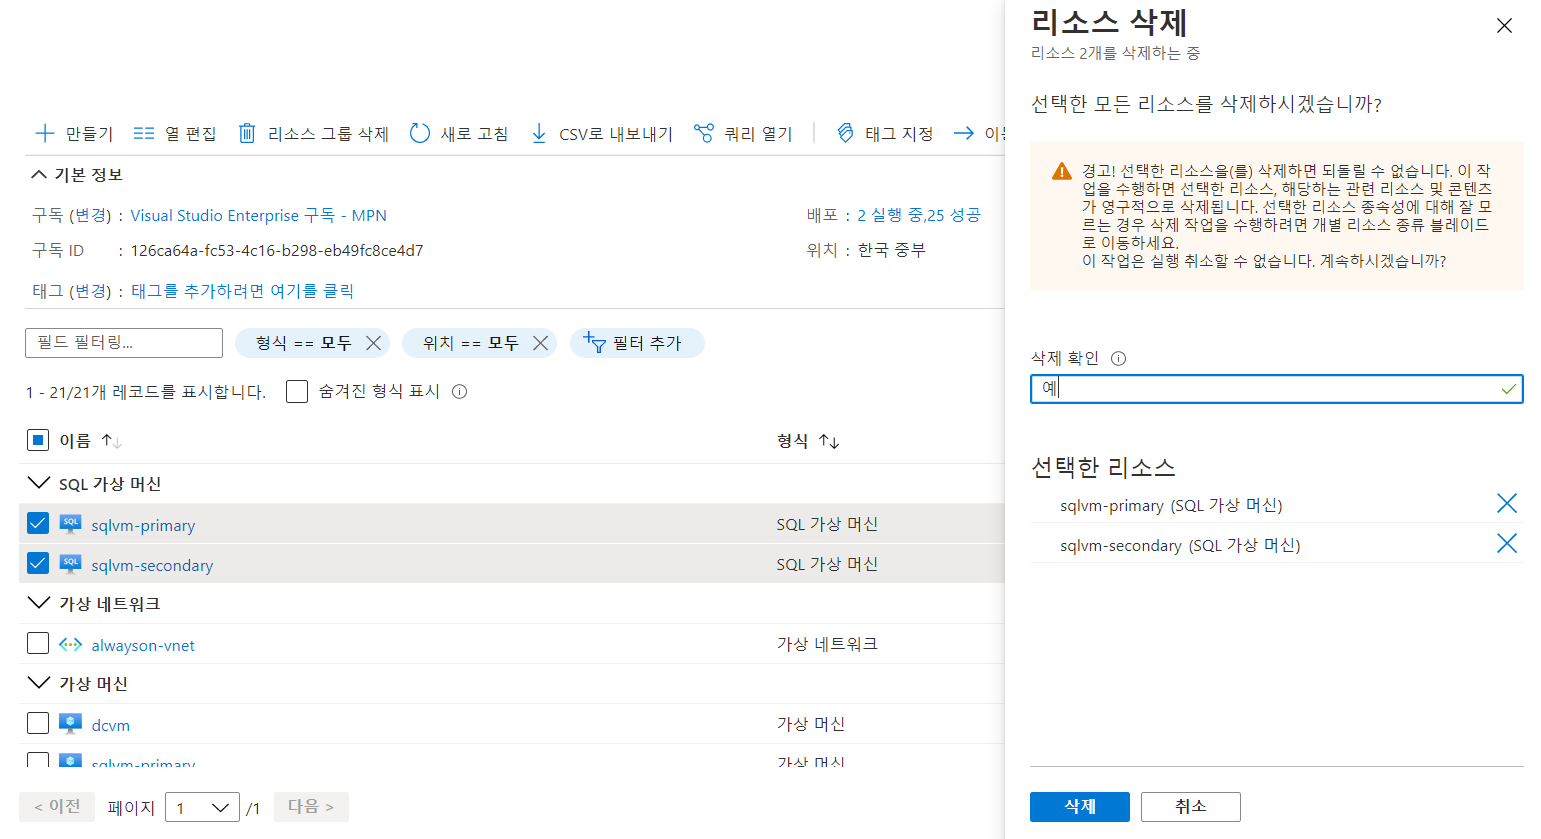 리소스 삭제
리소스 2개를 삭제하는 중
선택한 모든 리소스를 삭제하시겠습니까?
경고! 선택한 리소스을(를) 삭제하면 되돌릴 수 없습니다. 이 작
업을 수행하면 선택한 리소스, 해당하는 관련 리소스 및 콘텐츠
가 영구적으로 삭제됩니다. 선택한 리소스 종속성에 대해 잘 모
르는 경우 삭제 작업을 수행하려면 개별 리소스 종류 블레이드
로 이동하세요.
이 작업은 실행 취소할 수 없습니다. 계속하시겠습니까?
삭제 확인
예
선택한 리소스
sqlvm-primary (SQL 가상 머신)
sqlvm-secondary (SQL 가상 머신)
삭제 취소
만들기 열 편집 리소스 그룹 삭제 새로 고침 CSV로 내보내기 쿼리 열기 태그 지정
기본 정보
구독 (변경) : Visual Studio Enterprise 구독 - MPN 배포 : 2 실행 중,25 성공
구독 ID : 126ca64a-fc53-4c16-b298-eb49fc8ce4d7 위치 : 한국 중부
태그 (변경) : 태그를 추가하려면 여기를 클릭
필드 필터링... 형식 == 모두 위치 == 모두 필터 추가
1 - 21/21개 레코드를 표시합니다. 숨겨진 형식 표시
이름 형식
SQL 가상 머신
SQL sqlvm-primary SQL 가상 머신
SQL sqlvm-secondary SQL 가상 머신
가상 네트워크
alwayson-vnet 가상 네트워크
가상 머신
dcvm 가상 머신
sqlvm-primary 가상 머신
< 이전 페이지 1 /1 다음 >